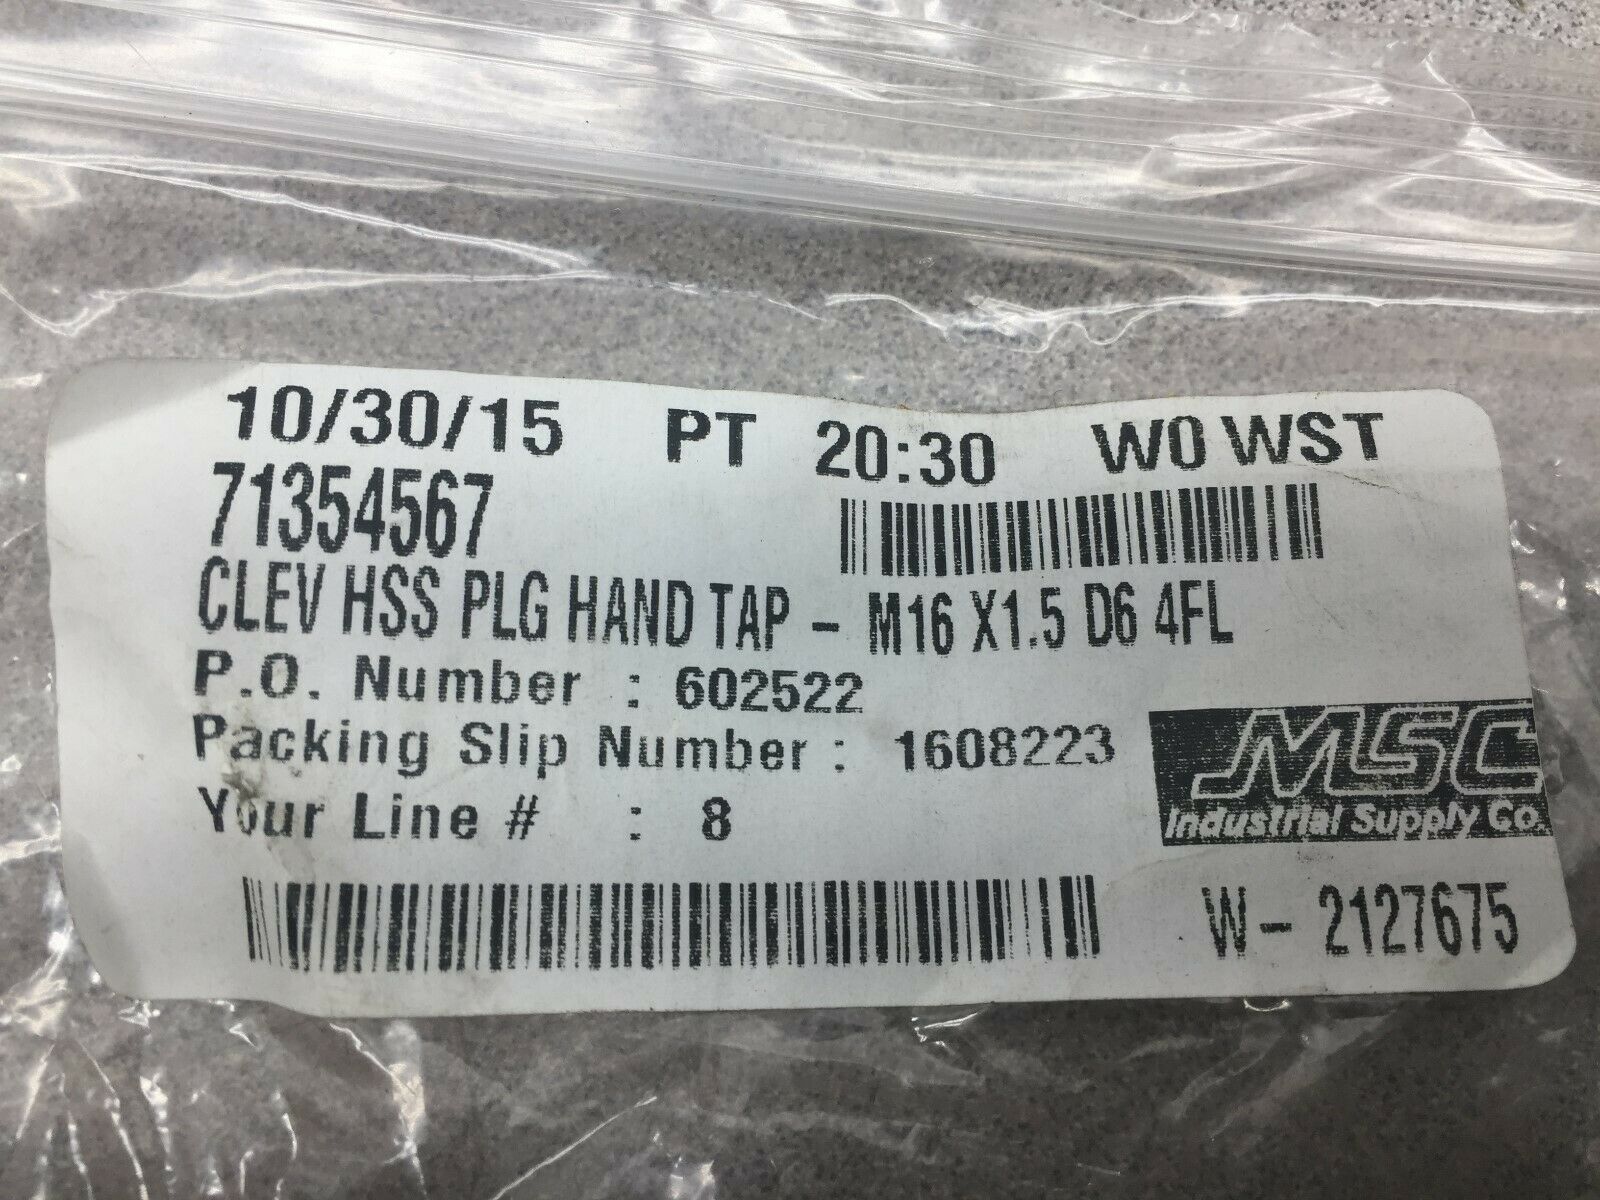 10/30/15 PT 20:30 W0 WST
71354567
CLEV HSS PLG HAND TAP - M16 X1.5 D6 4FL
P.O. Number : 602522
Packing Slip Number : 1608223
Your Line # : 8
MSC
Industrial Supply Co.
W- 2127675